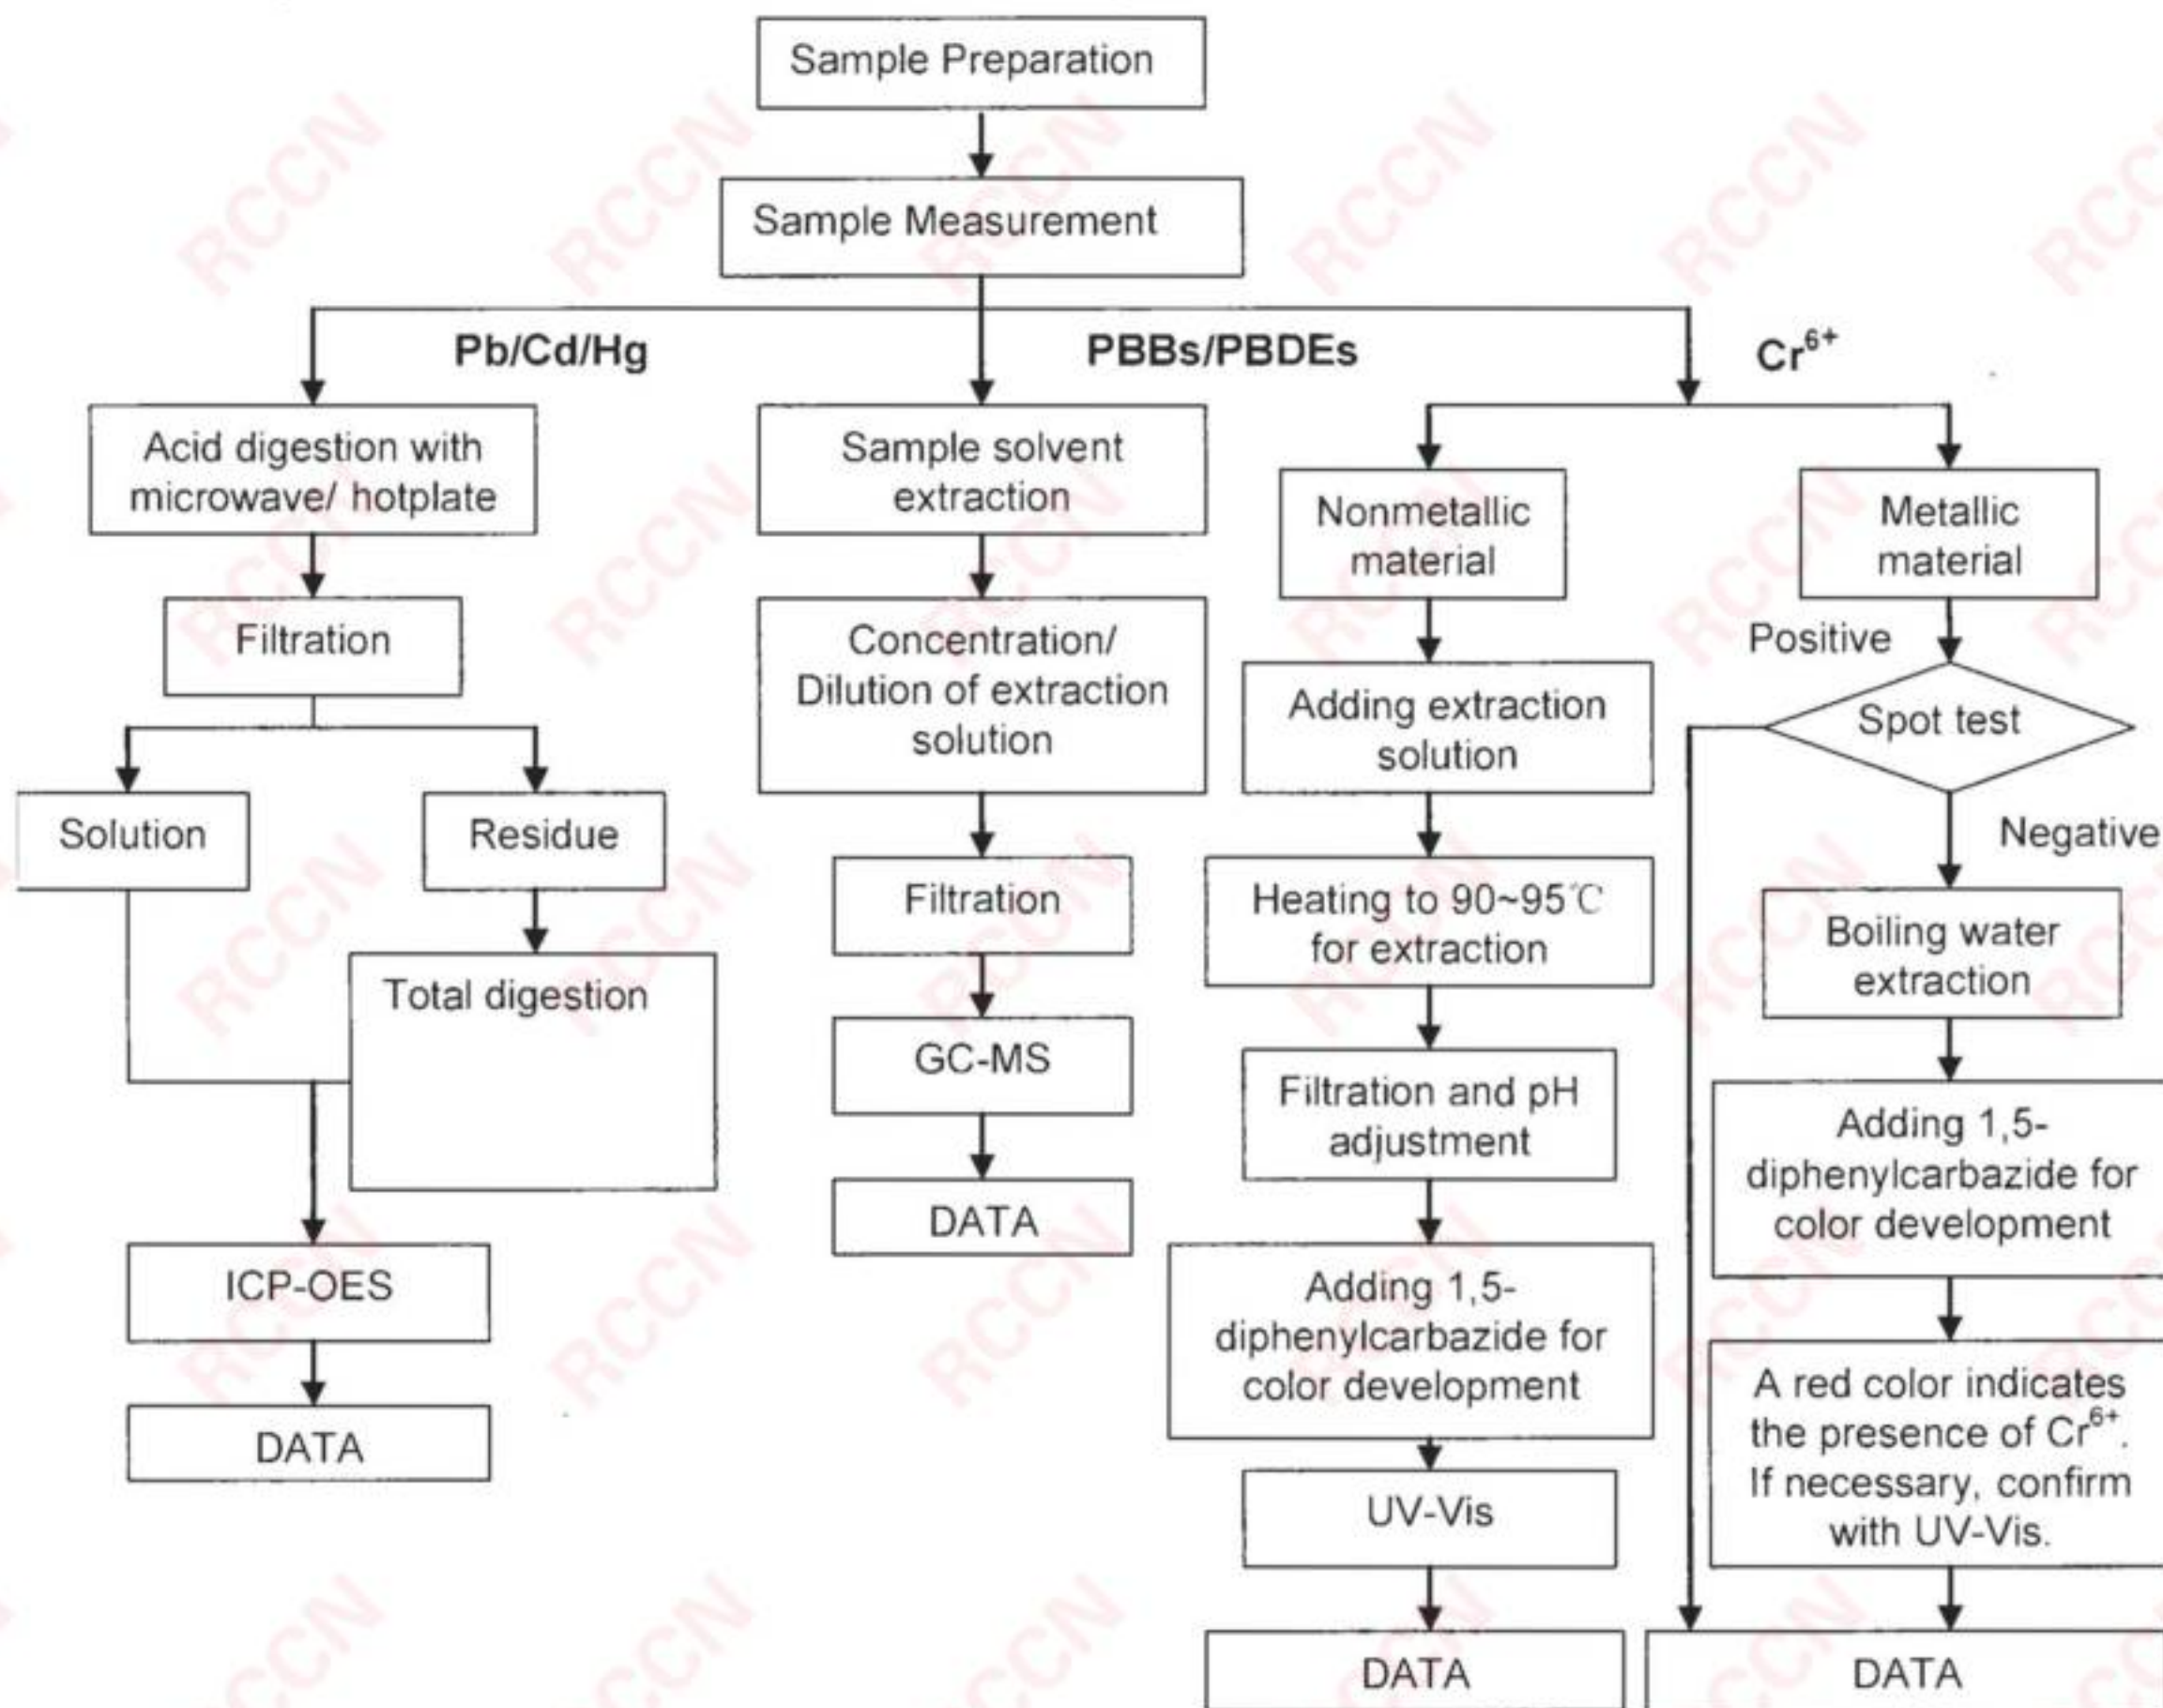 Sample Preparation
Sample Measurement
Pb/Cd/Hg
PBBs/PBDEs
Cr⁶⁺
Acid digestion with
microwave/ hotplate
Filtration
Solution
Residue
Total digestion
ICP-OES
DATA
Sample solvent
extraction
Concentration/
Dilution of extraction
solution
Filtration
GC-MS
DATA
Nonmetallic
material
Adding extraction
solution
Heating to 90~95℃
for extraction
Filtration and pH
adjustment
Adding 1,5-
diphenylcarbazide for
color development
UV-Vis
DATA
Metallic
material
Positive
Spot test
Negative
Boiling water
extraction
Adding 1,5-
diphenylcarbazide for
color development
A red color indicates
the presence of Cr⁶⁺.
If necessary, confirm
with UV-Vis.
DATA
RCCN